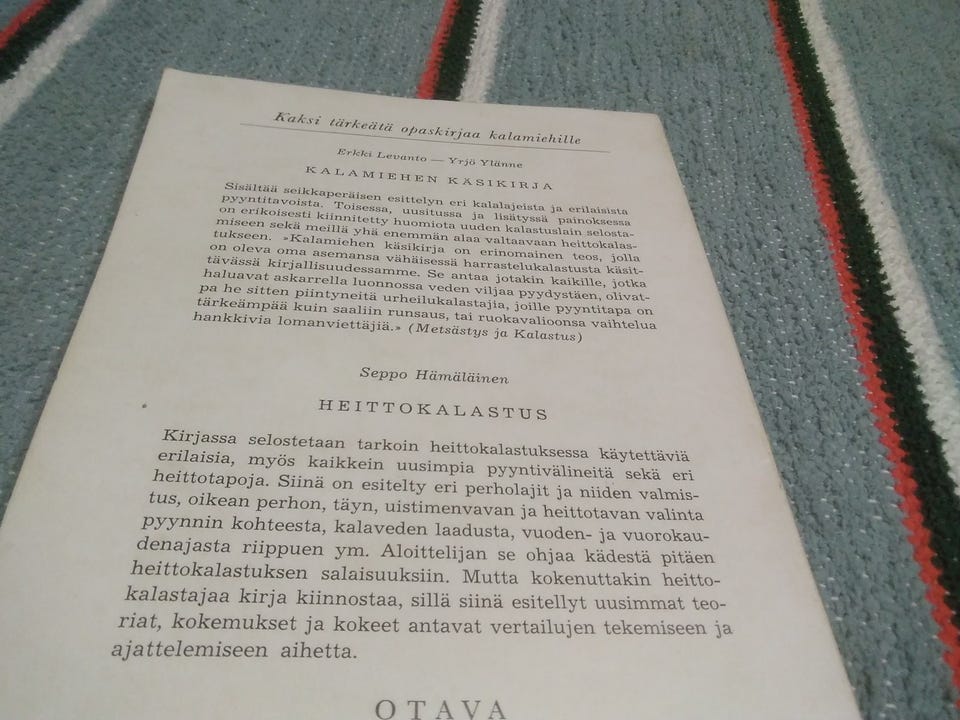 Kaksi tärkeätä opaskirjaa kalamiehille
Erkki Levanto — Yrjö Ylänne
KALAMIEHEN KÄSIKIRJA
Sisältää seikkaperäisen esittelyn eri kalalajeista ja erilaisista
pyyntitavoista. Toisessa, uusitussa ja lisätyssä painoksessa
on erikoisesti kiinnitetty huomiota uuden kalastuslain selosta-
miseen sekä meillä yhä enemmän alaa valtaavaan heittokalas-
tukseen. »Kalamiehen käsikirja on erinomainen teos, jolla
on oleva oma asemansa vähäisessä harrastelukalastusta käsit-
tävässä kirjallisuudessamme. Se antaa jotakin kaikille, jotka
haluavat askarrella luonnossa veden viljaa pyydystäen, olivat-
pa he sitten piintyneitä urheilukalastajia, joille pyyntitapa on
tärkeämpää kuin saaliin runsaus, tai ruokavalioonsa vaihtelua
hankkivia lomanviettäjiä.» (Metsästys ja Kalastus)
Seppo Hämäläinen
HEITTOKALASTUS
Kirjassa selostetaan tarkoin heittokalastuksessa käytettäviä
erilaisia, myös kaikkein uusimpia pyyntivälineitä sekä eri
heittotapoja. Siinä on esitelty eri perholajit ja niiden valmis-
tus, oikean perhon, täyn, uistimenvavan ja heittotavan valinta
pyynnin kohteesta, kalaveden laadusta, vuoden- ja vuorokau-
denajasta riippuen ym. Aloittelijan se ohjaa kädestä pitäen
heittokalastuksen salaisuuksiin. Mutta kokenuttakin heitto-
kalastajaa kirja kiinnostaa, sillä siinä esitellyt uusimmat teo-
riat, kokemukset ja kokeet antavat vertailujen tekemiseen ja
ajattelemiseen aihetta.
OTAVA